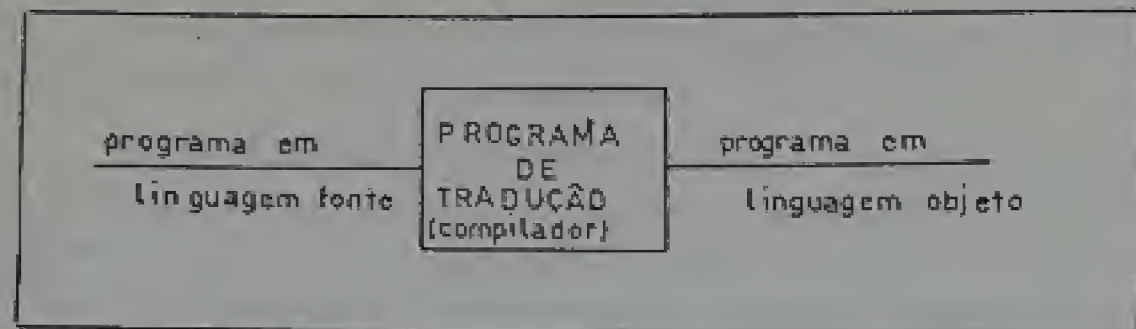 programa em
linguagem fonte
PROGRAMA
DE
TRADUÇÃO
(compilador)
programa em
linguagem objeto